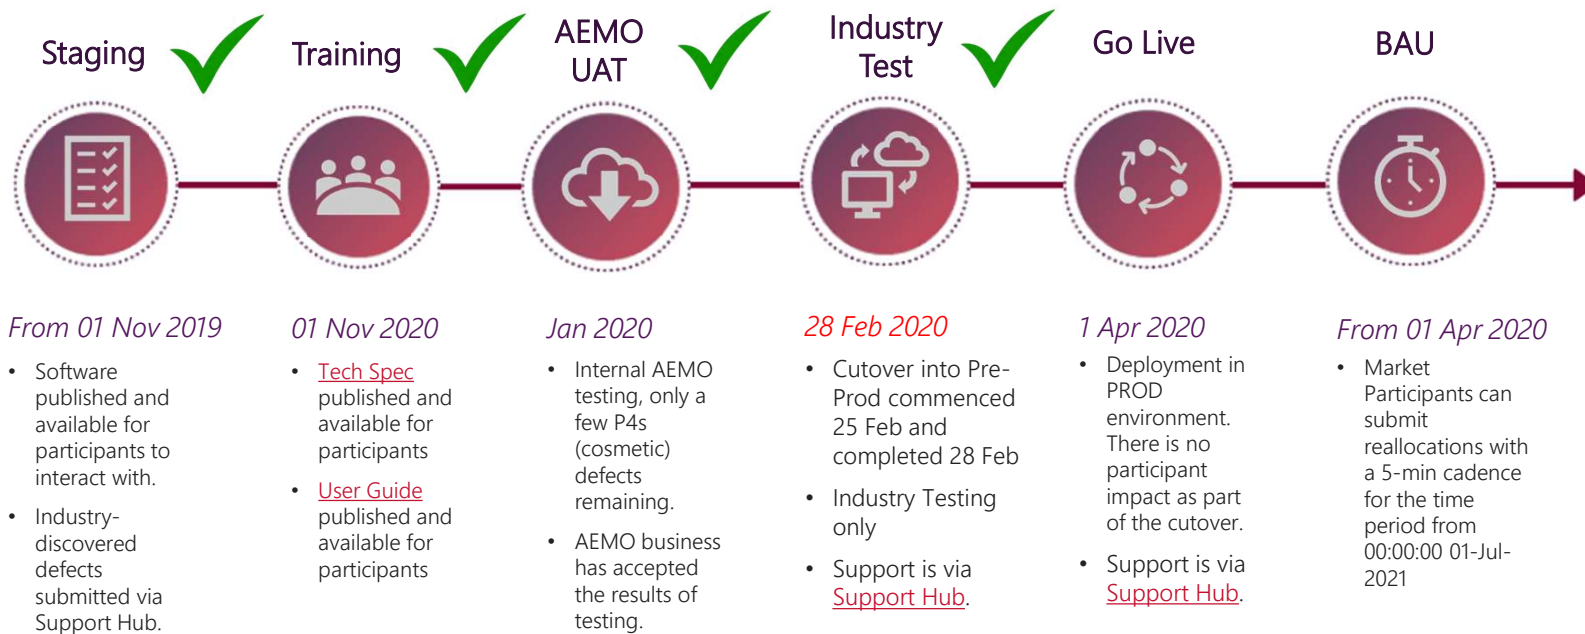 Staging
Training
AEMO
UAT
Industry
Test
Go Live
BAU
From 01 Nov 2019
• Software
published and
available for
participants to
interact with.
• Industry-
discovered
defects
submitted via
Support Hub.
01 Nov 2020
• Tech Spec
published and
available for
participants
• User Guide
published and
available for
participants
Jan 2020
• Internal AEMO
testing, only a
few P4s
(cosmetic)
defects
remaining.
• AEMO business
has accepted
the results of
testing.
28 Feb 2020
• Cutover into Pre-
Prod commenced
25 Feb and
completed 28 Feb
• Industry Testing
only
• Support is via
Support Hub.
1 Apr 2020
• Deployment in
PROD
environment.
There is no
participant
impact as part
of the cutover.
• Support is via
Support Hub.
From 01 Apr 2020
• Market
Participants can
submit
reallocations with
a 5-min cadence
for the time
period from
00:00:00 01-Jul-
2021